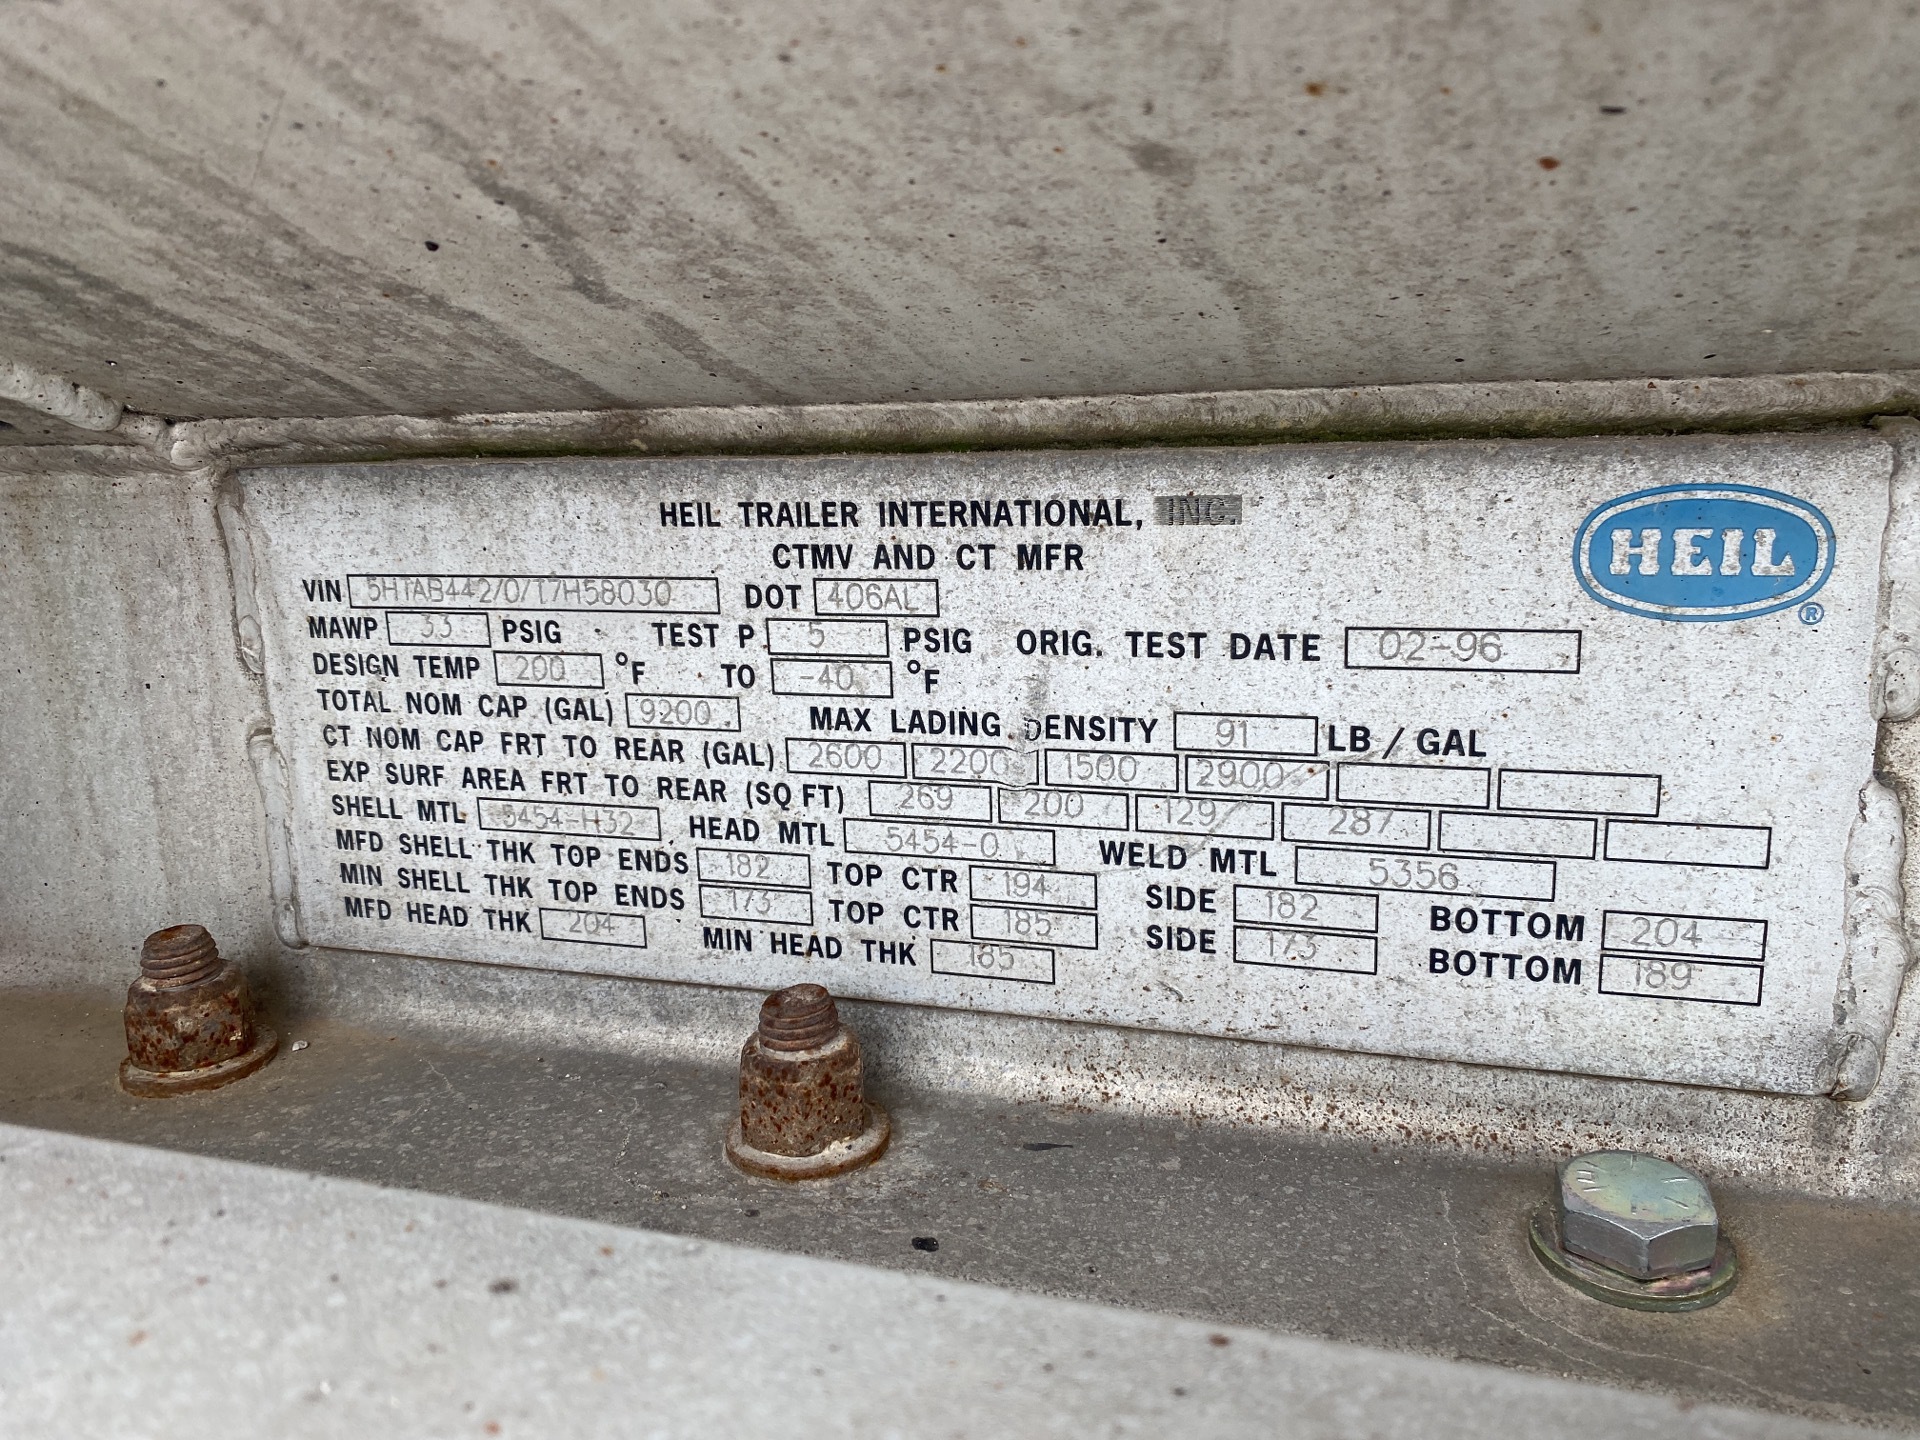 HEIL TRAILER INTERNATIONAL, INC.
CTMV AND CT MFR
HEIL ®
VIN 5HTAB442/0/T7H58030 DOT 406AL
MAWP 33 PSIG TEST P 5 PSIG ORIG. TEST DATE 02-96
DESIGN TEMP 200 °F TO -40 °F
TOTAL NOM CAP (GAL) 9200 MAX LADING DENSITY 91 LB / GAL
CT NOM CAP FRT TO REAR (GAL) 2600 2200 1500 2900
EXP SURF AREA FRT TO REAR (SQ FT) 269 200 129 287
SHELL MTL 5454-H32 HEAD MTL 5454-0 WELD MTL 5356
MFD SHELL THK TOP ENDS 182 TOP CTR 194 SIDE 182 BOTTOM 204
MIN SHELL THK TOP ENDS 173 TOP CTR 185 SIDE 173 BOTTOM 189
MFD HEAD THK 204 MIN HEAD THK 185